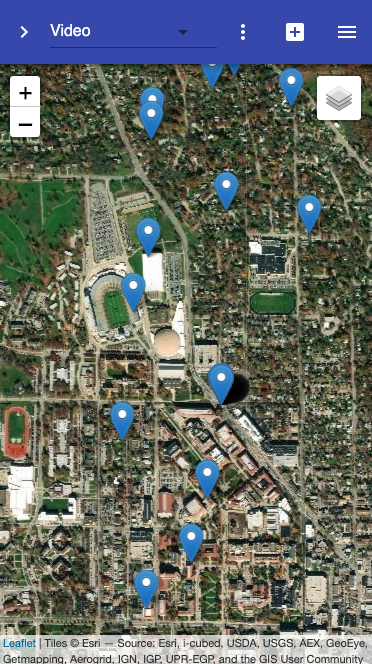 Video
+
−
Leaflet | Tiles © Esri — Source: Esri, i-cubed, USDA, USGS, AEX, GeoEye,
Getmapping, Aerogrid, IGN, IGP, UPR-EGP, and the GIS User Community